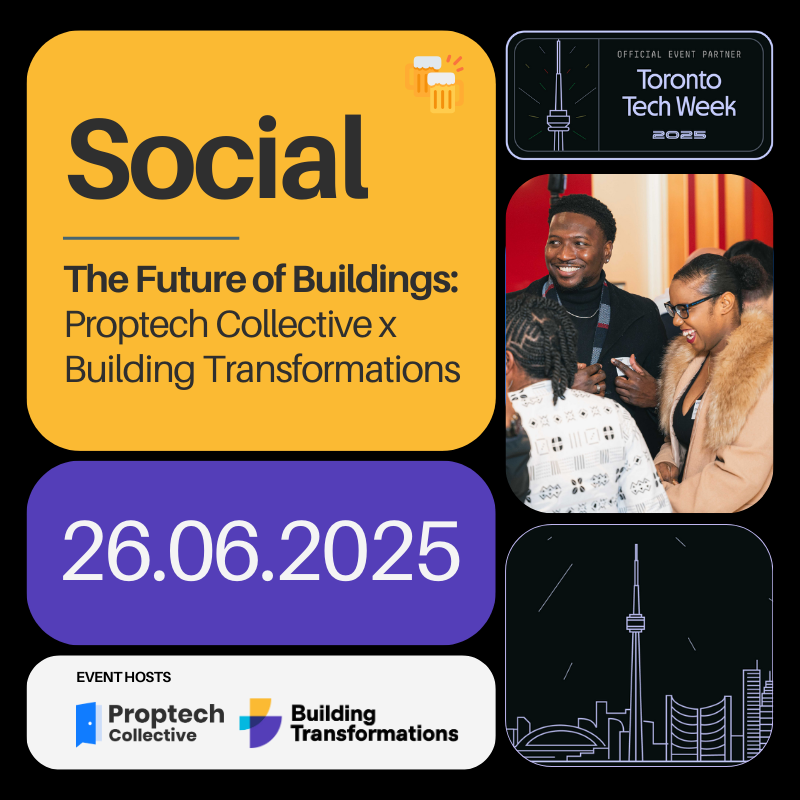 Social
The Future of Buildings:
Proptech Collective x
Building Transformations
26.06.2025
EVENT HOSTS
Proptech
Collective
Building
Transformations
OFFICIAL EVENT PARTNER
Toronto
Tech Week
2025